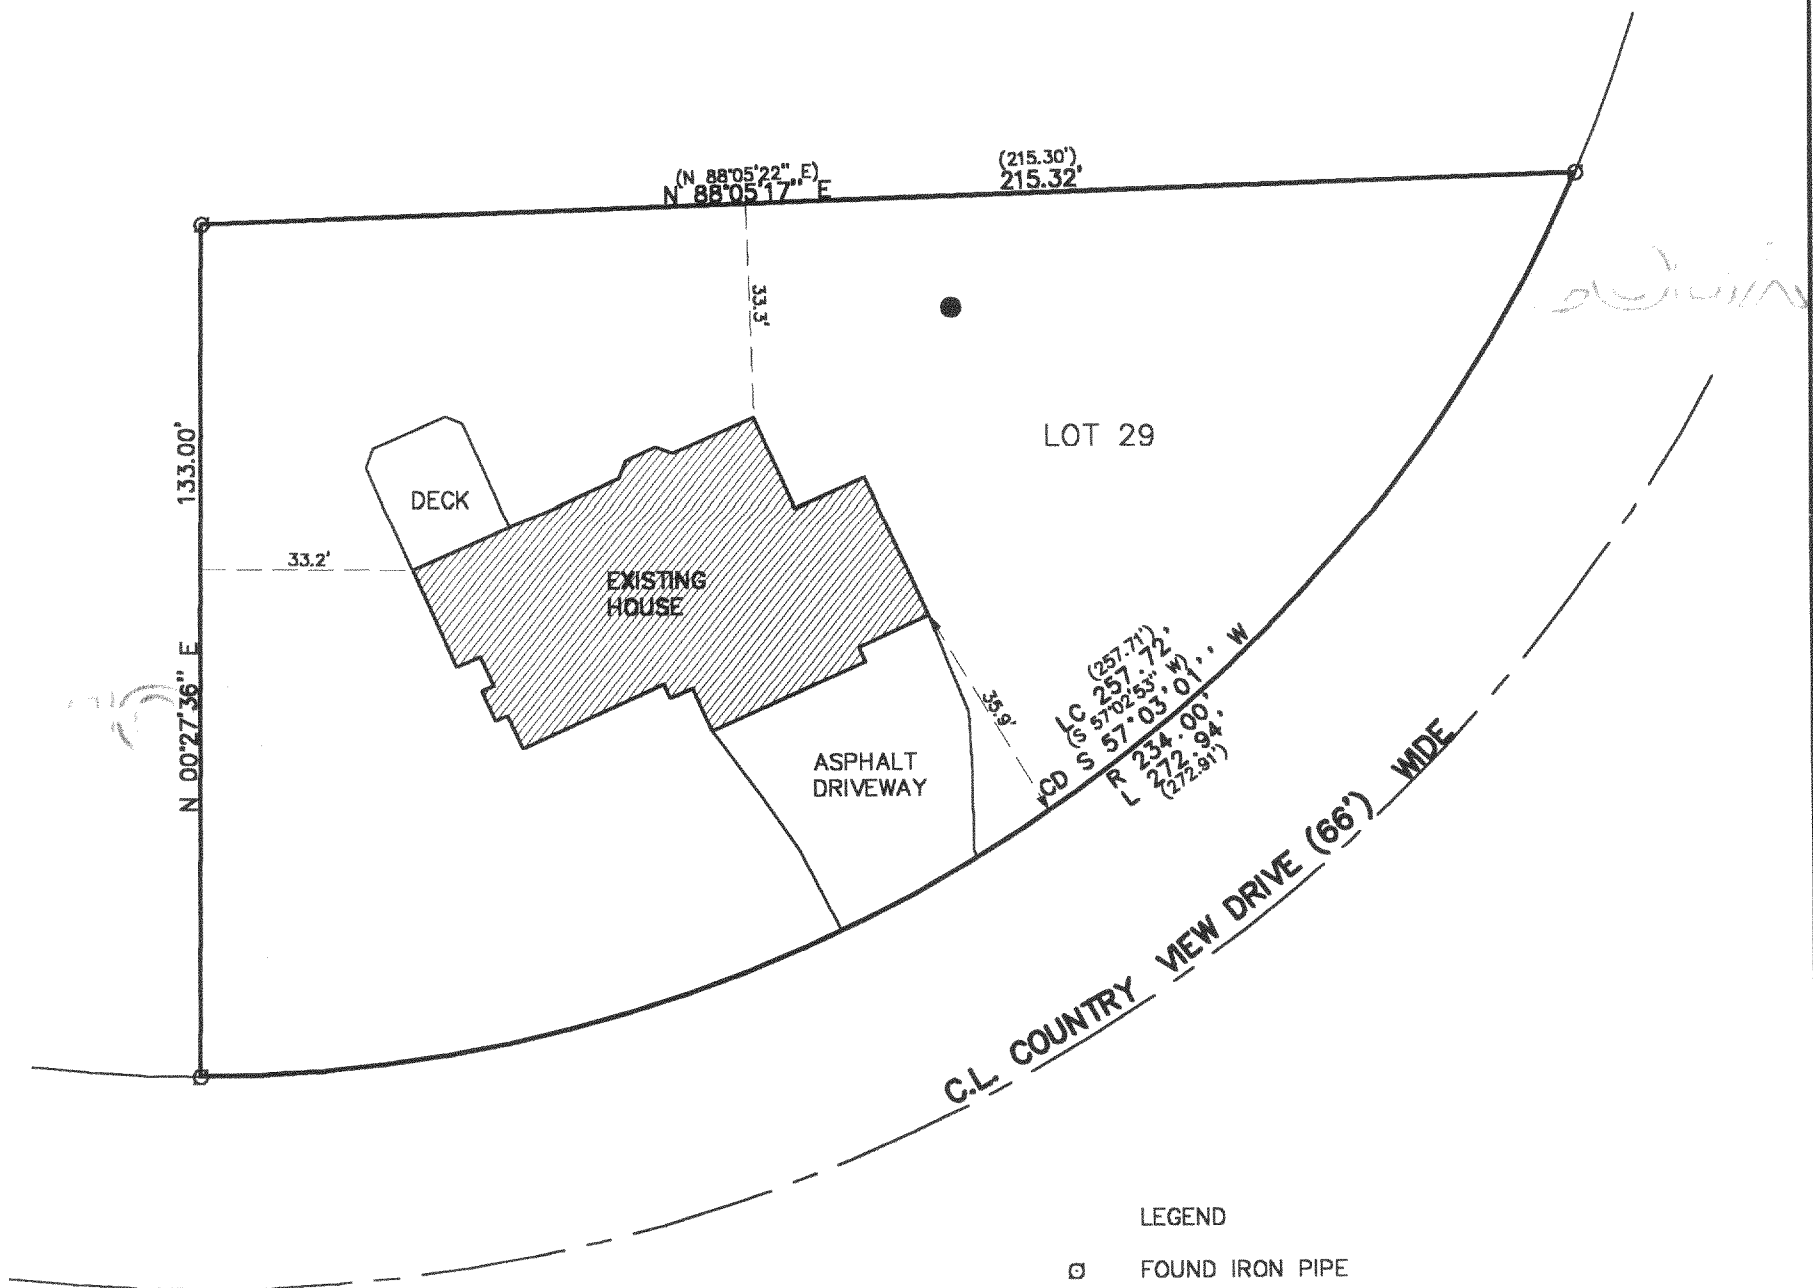 (215.30')
215.32'
(N 88°05'22" E)
N 88°05'17" E
33.3'
133.00'
LOT 29
DECK
33.2'
EXISTING
HOUSE
N 00°27'36" E
35.9'
(257.71')
LC 257.72'
(S 57°02'53" W)
CD S 57°03'01'' W
R 234.00'
L 272.94'
(272.91')
ASPHALT
DRIVEWAY
C.L. COUNTRY VIEW DRIVE (66') WIDE
LEGEND
FOUND IRON PIPE